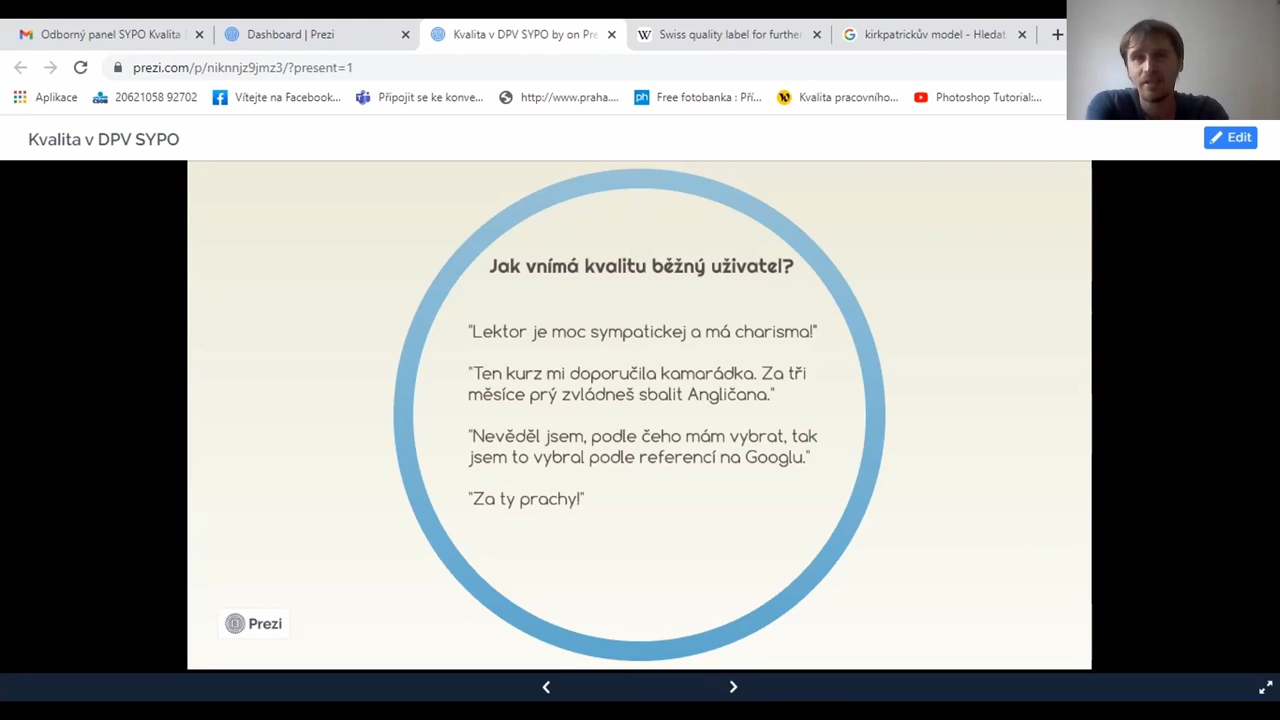 Odborný panel SYPO Kvalita
Dashboard | Prezi
Kvalita v DPV SYPO by on Pre
Swiss quality label for further
kirkpatrickův model - Hledat
prezi.com/p/niknnjz9jmz3/?present=1
Aplikace
20621058 92702
Vítejte na Facebook...
Připojit se ke konve...
http://www.praha....
Free fotobanka : Pří...
Kvalita pracovního...
Photoshop Tutorial:...
Kvalita v DPV SYPO
Edit
Jak vnímá kvalitu běžný uživatel?
"Lektor je moc sympatickej a má charisma!"
"Ten kurz mi doporučila kamarádka. Za tři
měsíce prý zvládneš sbalit Angličana."
"Nevěděl jsem, podle čeho mám vybrat, tak
jsem to vybral podle referencí na Googlu."
"Za ty prachy!"
Prezi